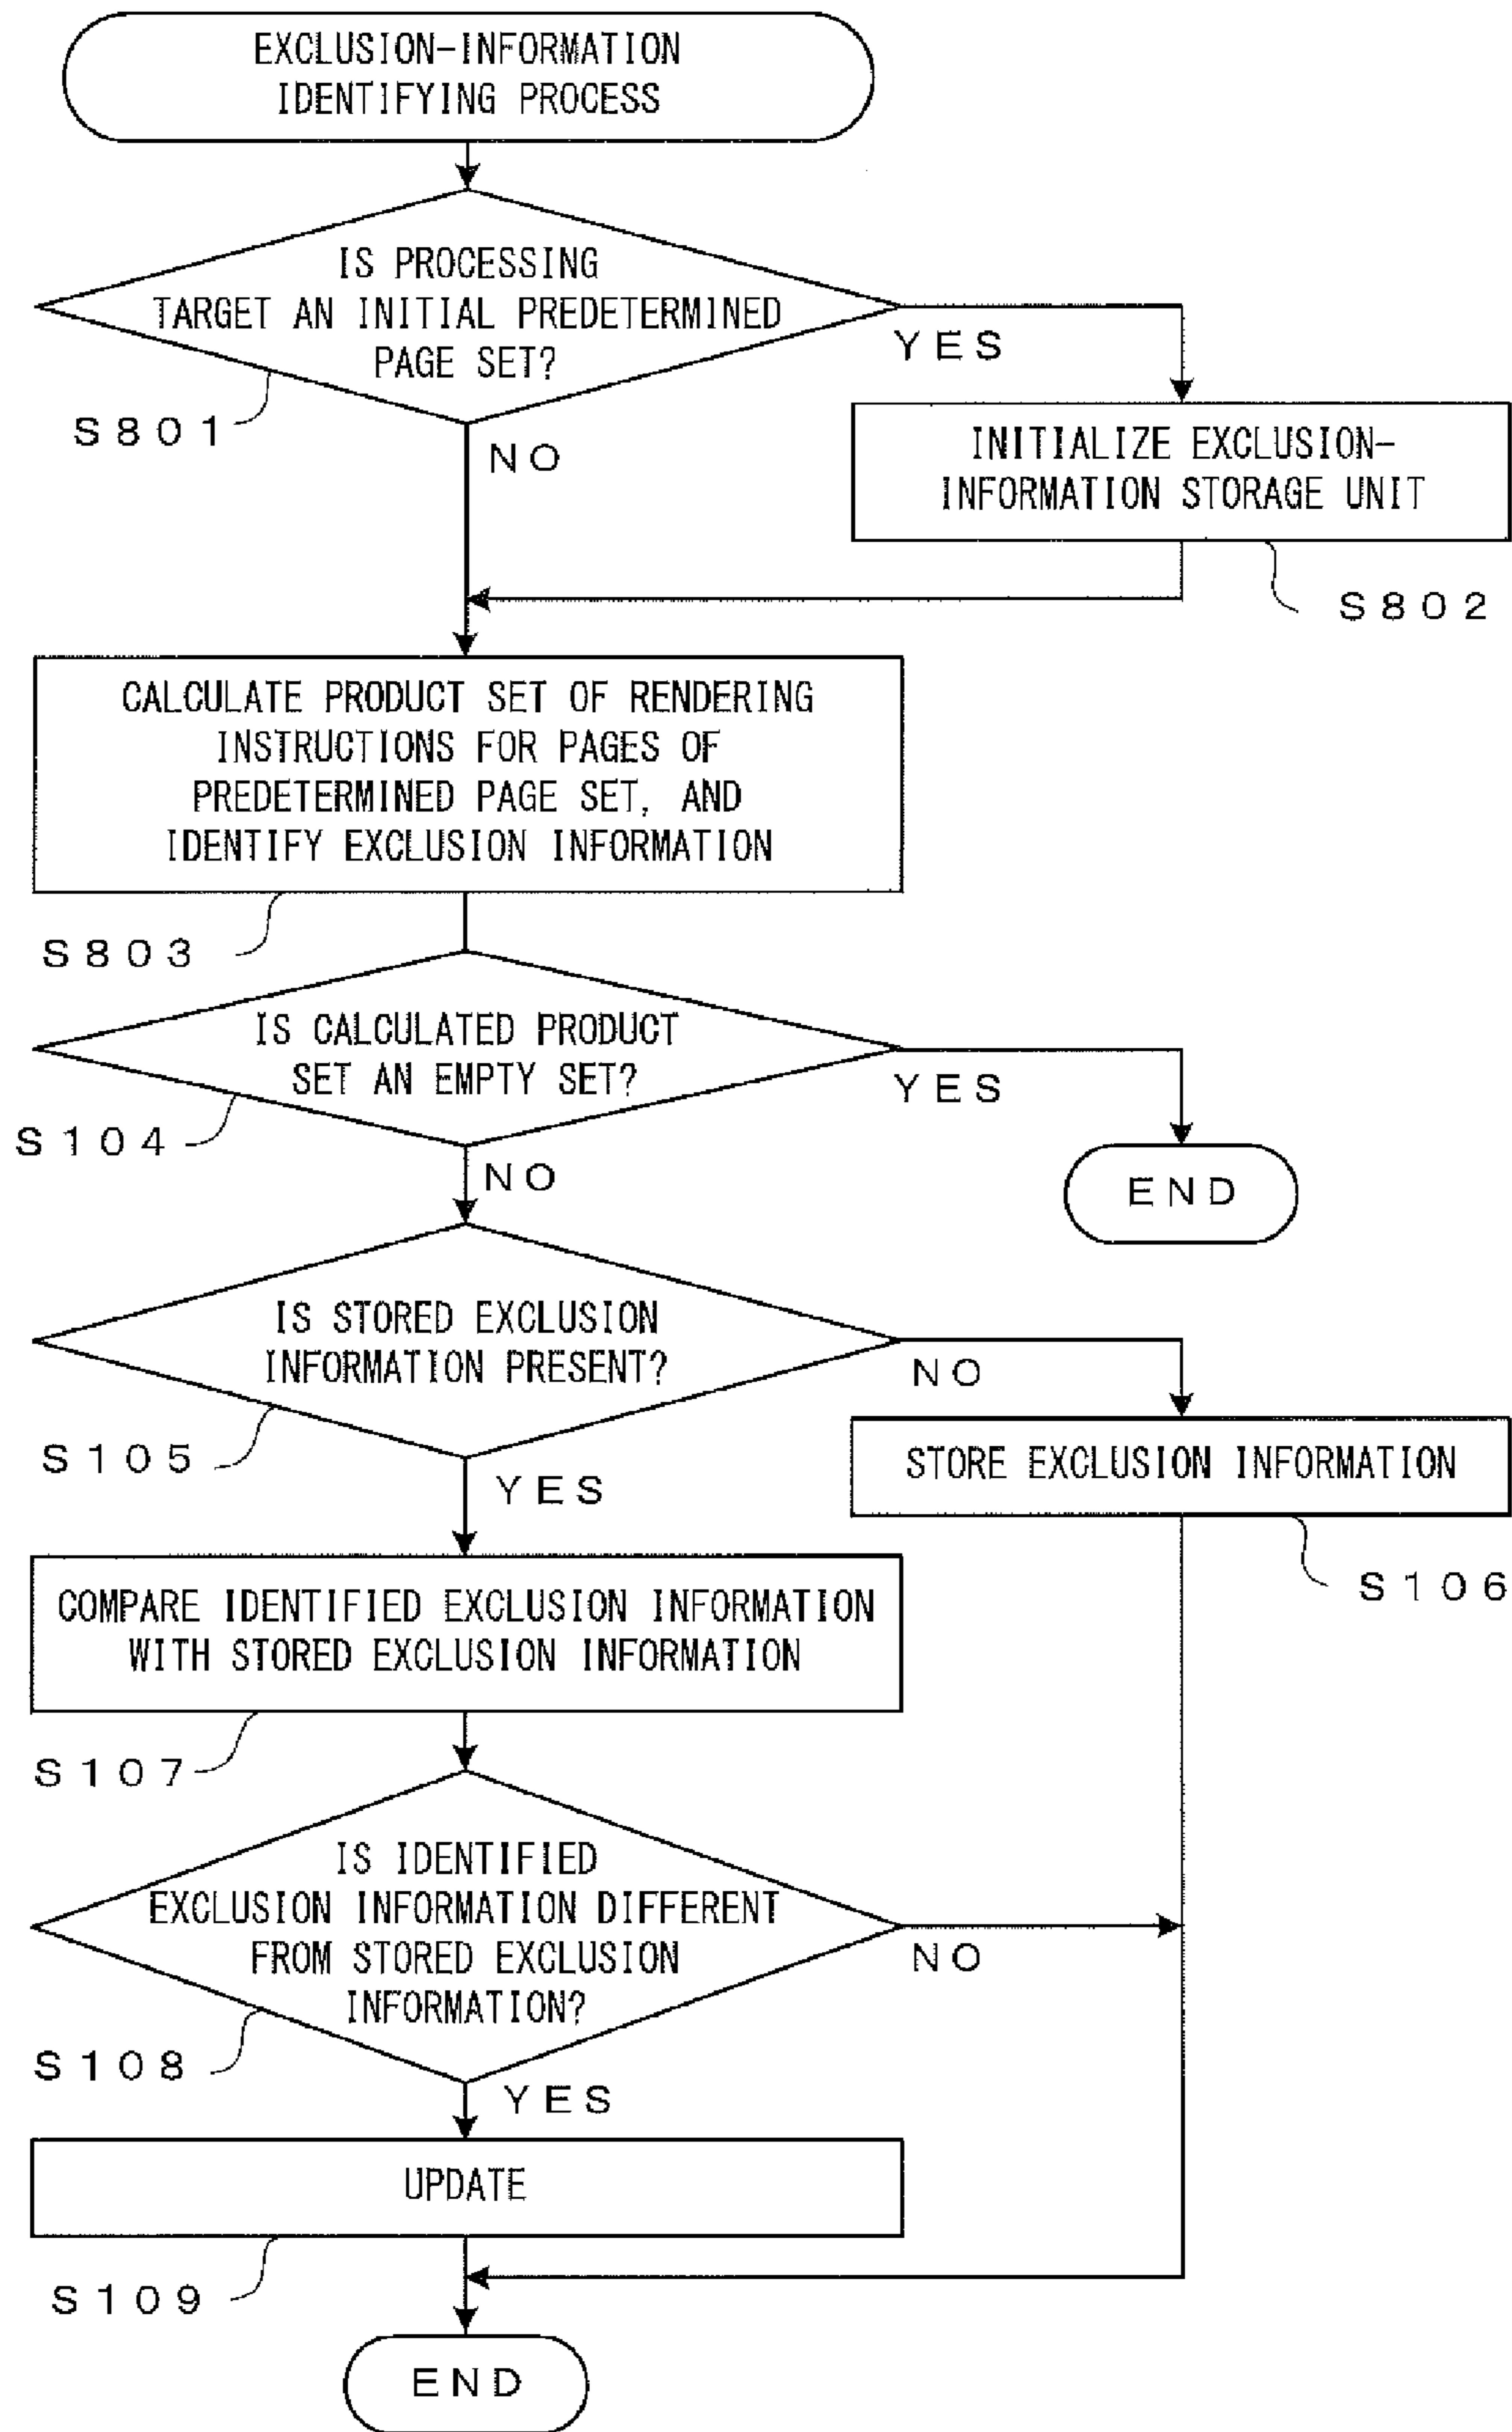 EXCLUSION-INFORMATION
IDENTIFYING PROCESS
IS PROCESSING
TARGET AN INITIAL PREDETERMINED
PAGE SET?
YES
S801
NO
INITIALIZE EXCLUSION-
INFORMATION STORAGE UNIT
S802
CALCULATE PRODUCT SET OF RENDERING
INSTRUCTIONS FOR PAGES OF
PREDETERMINED PAGE SET, AND
IDENTIFY EXCLUSION INFORMATION
S803
IS CALCULATED PRODUCT
SET AN EMPTY SET?
YES
S104
NO
END
IS STORED EXCLUSION
INFORMATION PRESENT?
NO
S105
YES
STORE EXCLUSION INFORMATION
S106
COMPARE IDENTIFIED EXCLUSION INFORMATION
WITH STORED EXCLUSION INFORMATION
S107
IS IDENTIFIED
EXCLUSION INFORMATION DIFFERENT
FROM STORED EXCLUSION
INFORMATION?
NO
S108
YES
UPDATE
S109
END